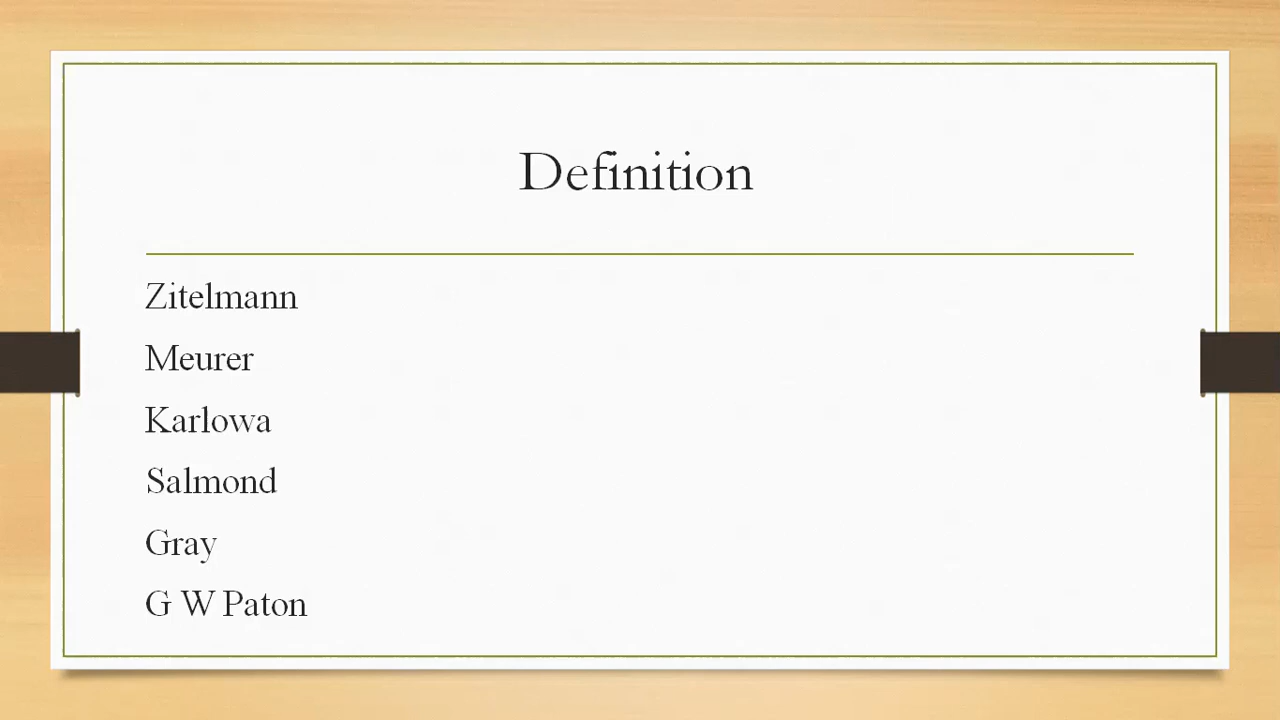 Definition
Zitelmann
Meurer
Karlowa
Salmond
Gray
G W Paton